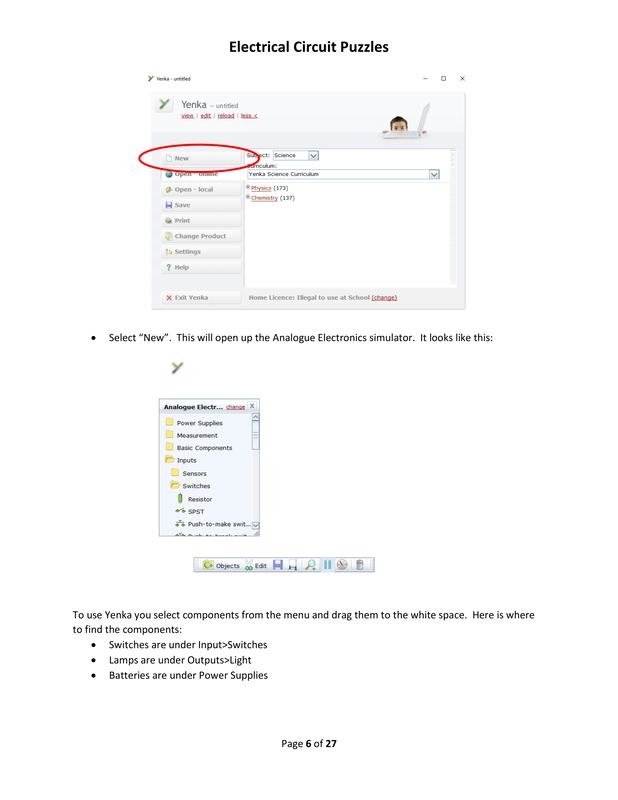 Electrical Circuit Puzzles
Yenka - untitled
Yenka – untitled
view | edit | reload | less <
New
Subject: Science
Curriculum:
Open - online
Yenka Science Curriculum
Open - local
Physics (173)
Chemistry (137)
Save
Print
Change Product
Settings
? Help
Exit Yenka
Home Licence: Illegal to use at School (change)
• Select “New”. This will open up the Analogue Electronics simulator. It looks like this:
Analogue Electr... change X
Power Supplies
Measurement
Basic Components
Inputs
Sensors
Switches
Resistor
SPST
Push-to-make swit...
Push-to-break swit...
Objects Edit
To use Yenka you select components from the menu and drag them to the white space. Here is where
to find the components:
• Switches are under Input>Switches
• Lamps are under Outputs>Light
• Batteries are under Power Supplies
Page 6 of 27